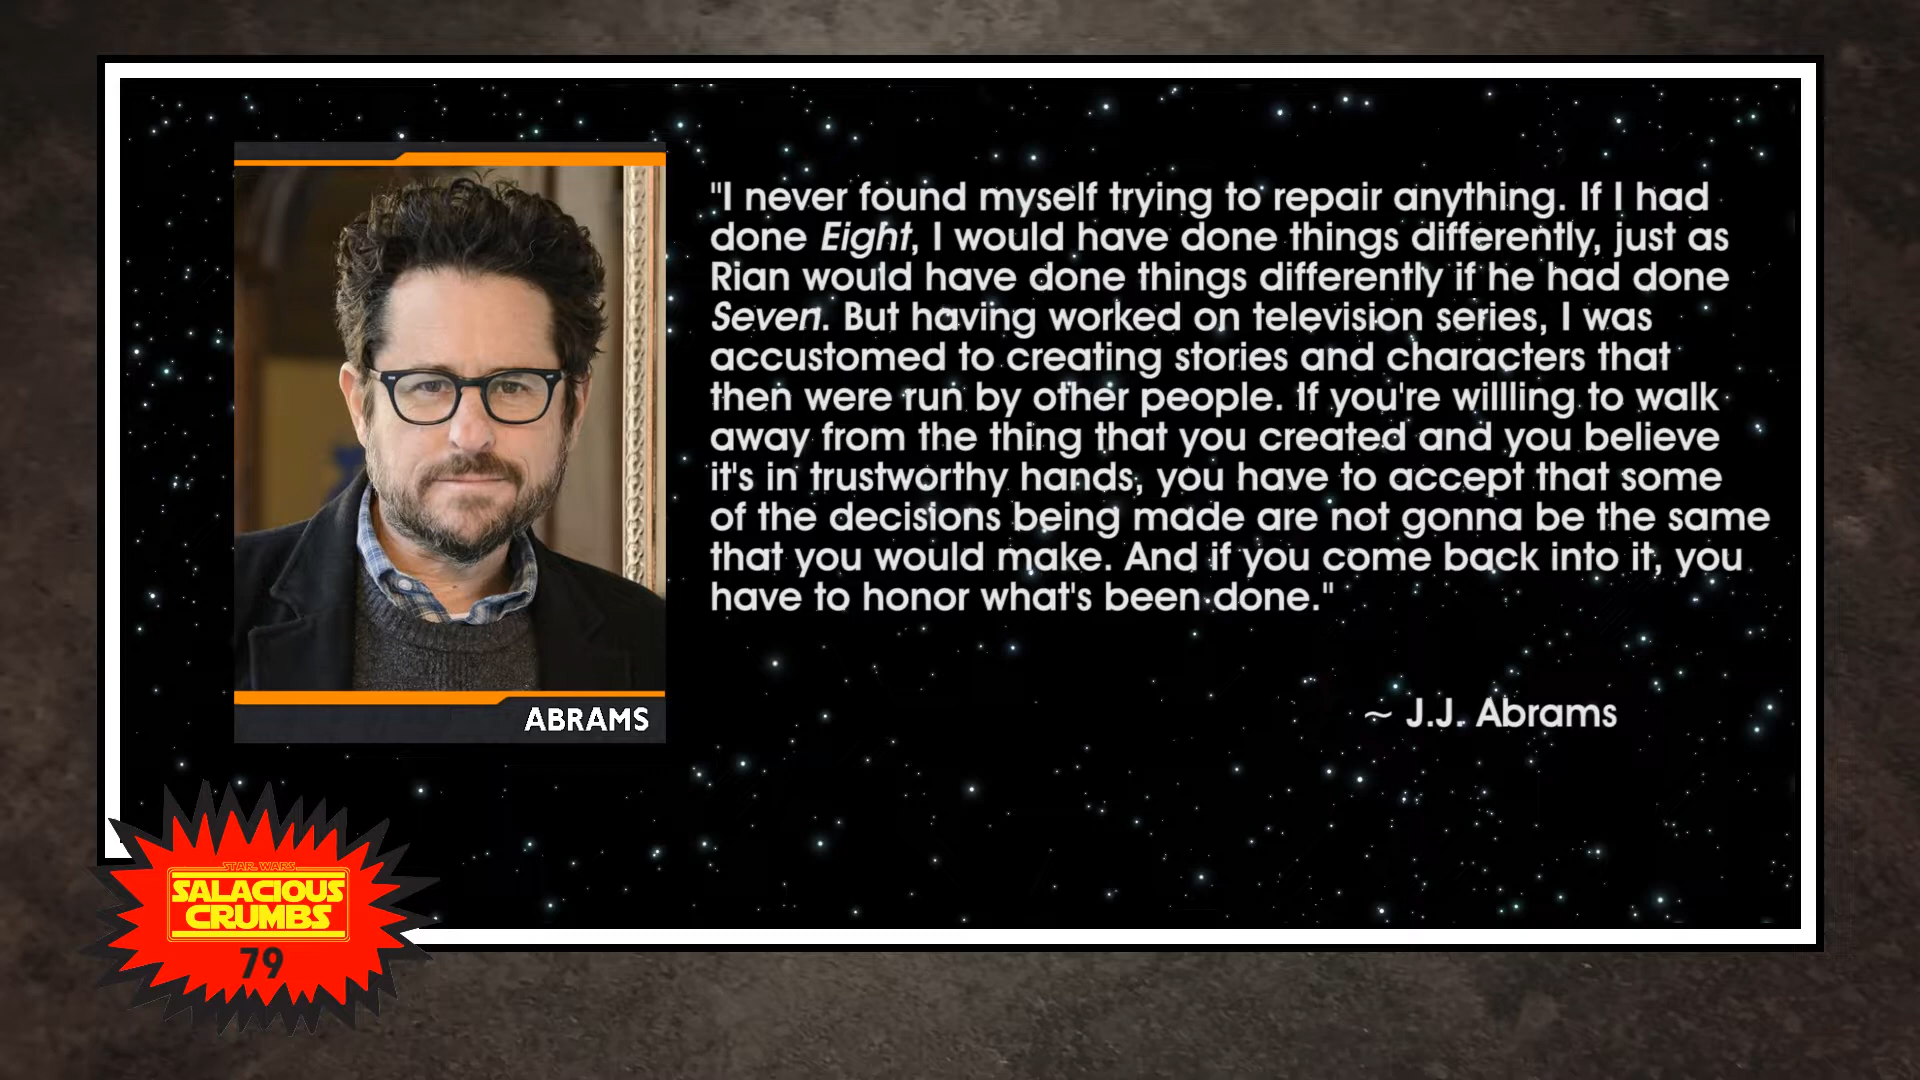 "I never found myself trying to repair anything. If I had
done Eight, I would have done things differently, just as
Rian would have done things differently if he had done
Seven. But having worked on television series, I was
accustomed to creating stories and characters that
then were run by other people. If you're willling to walk
away from the thing that you created and you believe
it's in trustworthy hands, you have to accept that some
of the decisions being made are not gonna be the same
that you would make. And if you come back into it, you
have to honor what's been done."
~ J.J. Abrams
ABRAMS
STAR WARS
SALACIOUS
CRUMBS
79